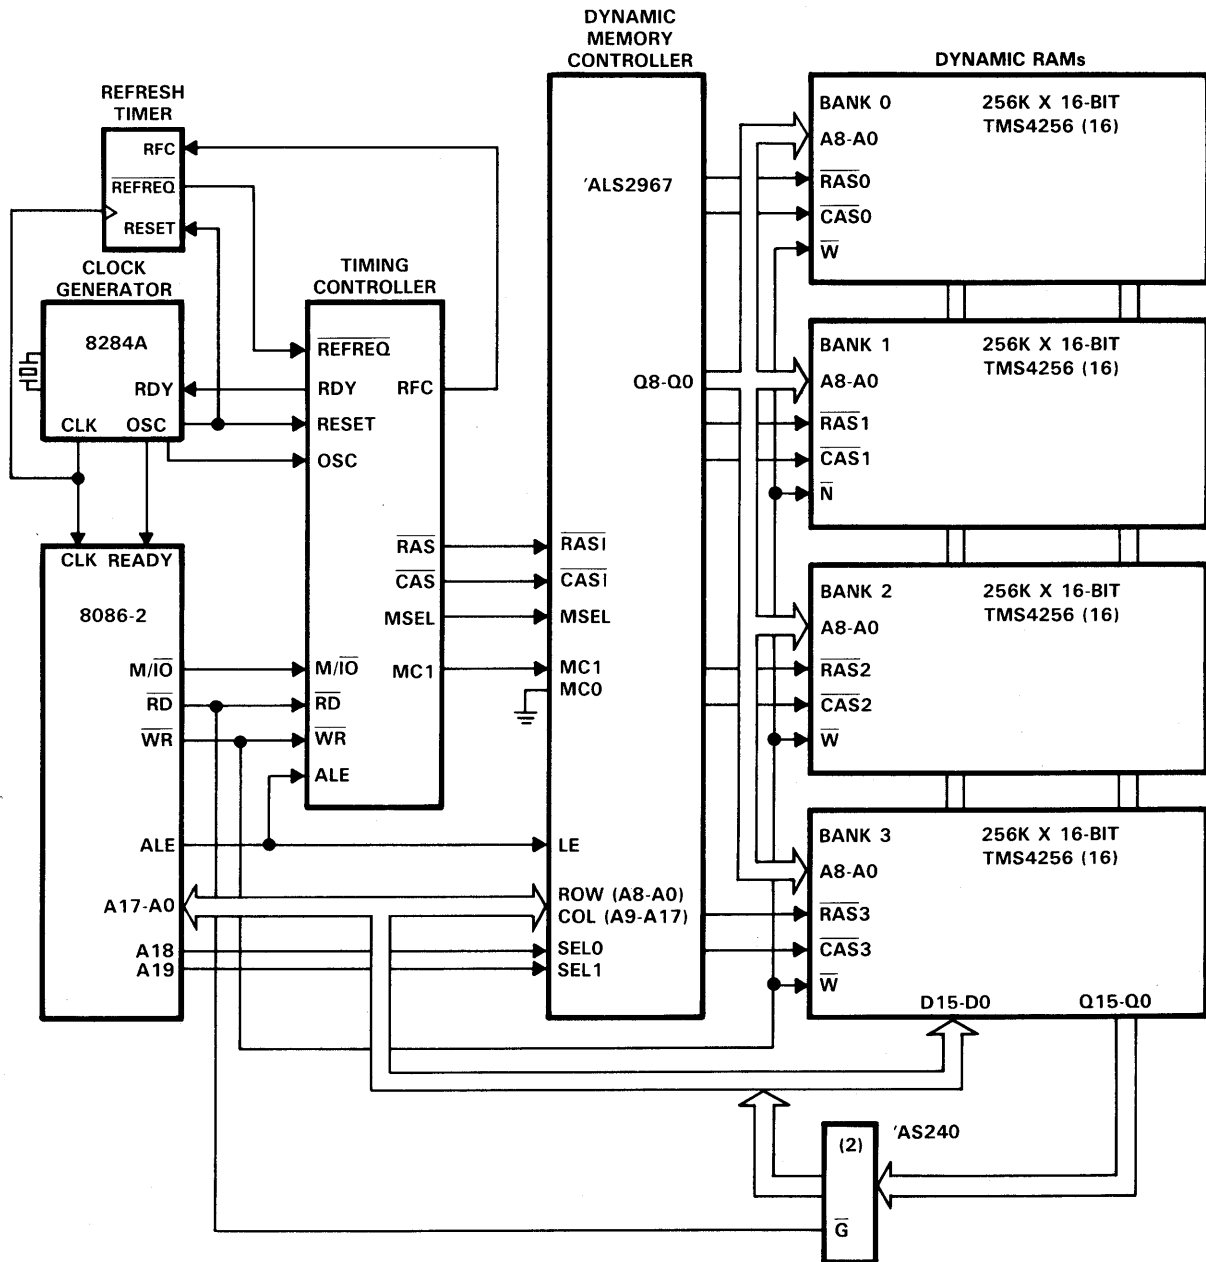 DYNAMIC
MEMORY
CONTROLLER
DYNAMIC RAMs
REFRESH
TIMER
RFC
REFREQ
RESET
CLOCK
GENERATOR
8284A
RDY
CLK OSC
TIMING
CONTROLLER
REFREQ
RDY
RFC
RESET
OSC
RAS
CAS
MSEL
M/IO
MC1
RD
WR
ALE
CLK READY
8086-2
M/IO
RD
WR
ALE
A17-A0
A18
A19
'ALS2967
Q8-Q0
RASI
CASI
MSEL
MC1
MC0
LE
ROW (A8-A0)
COL (A9-A17)
SEL0
SEL1
BANK 0 256K X 16-BIT
TMS4256 (16)
A8-A0
RAS0
CAS0
W
BANK 1 256K X 16-BIT
TMS4256 (16)
A8-A0
RAS1
CAS1
N
BANK 2 256K X 16-BIT
TMS4256 (16)
A8-A0
RAS2
CAS2
W
BANK 3 256K X 16-BIT
TMS4256 (16)
A8-A0
RAS3
CAS3
W
D15-D0 Q15-Q0
'AS240
(2)
G